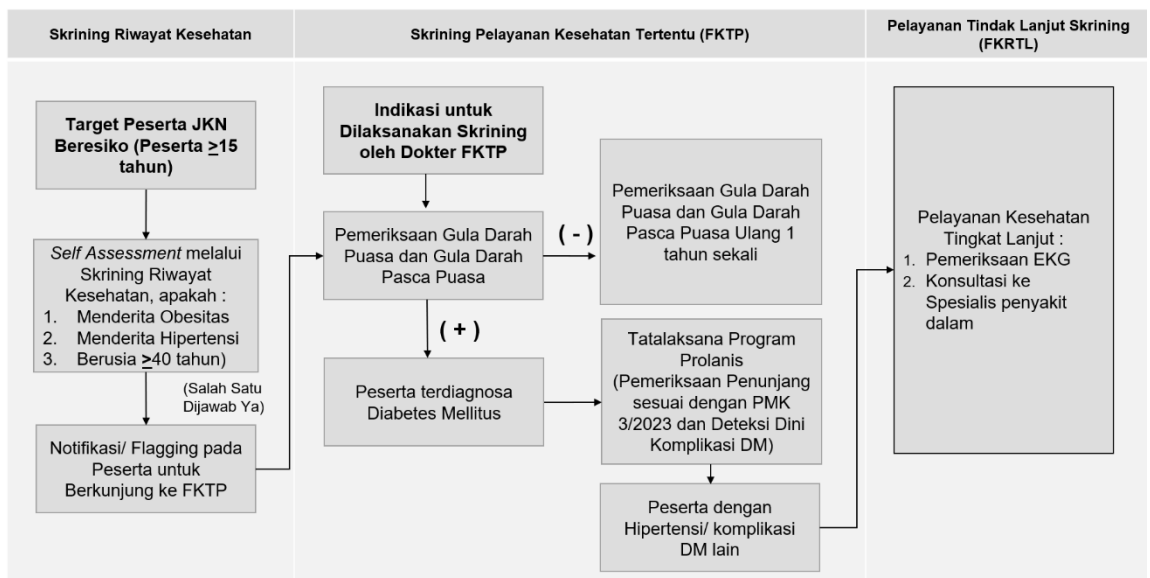 Skrining Riwayat Kesehatan
Skrining Pelayanan Kesehatan Tertentu (FKTP)
Pelayanan Tindak Lanjut Skrining
(FKRTL)
Target Peserta JKN
Beresiko (Peserta ≥15
tahun)
Self Assessment melalui
Skrining Riwayat
Kesehatan, apakah :
1. Menderita Obesitas
2. Menderita Hipertensi
3. Berusia ≥40 tahun)
(Salah Satu
Dijawab Ya)
Notifikasi/ Flagging pada
Peserta untuk
Berkunjung ke FKTP
Indikasi untuk
Dilaksanakan Skrining
oleh Dokter FKTP
Pemeriksaan Gula Darah
Puasa dan Gula Darah
Pasca Puasa
( - )
Pemeriksaan Gula Darah
Puasa dan Gula Darah
Pasca Puasa Ulang 1
tahun sekali
( + )
Peserta terdiagnosa
Diabetes Mellitus
Tatalaksana Program
Prolanis
(Pemeriksaan Penunjang
sesuai dengan PMK
3/2023 dan Deteksi Dini
Komplikasi DM)
Peserta dengan
Hipertensi/ komplikasi
DM lain
Pelayanan Kesehatan
Tingkat Lanjut :
1. Pemeriksaan EKG
2. Konsultasi ke
Spesialis penyakit
dalam